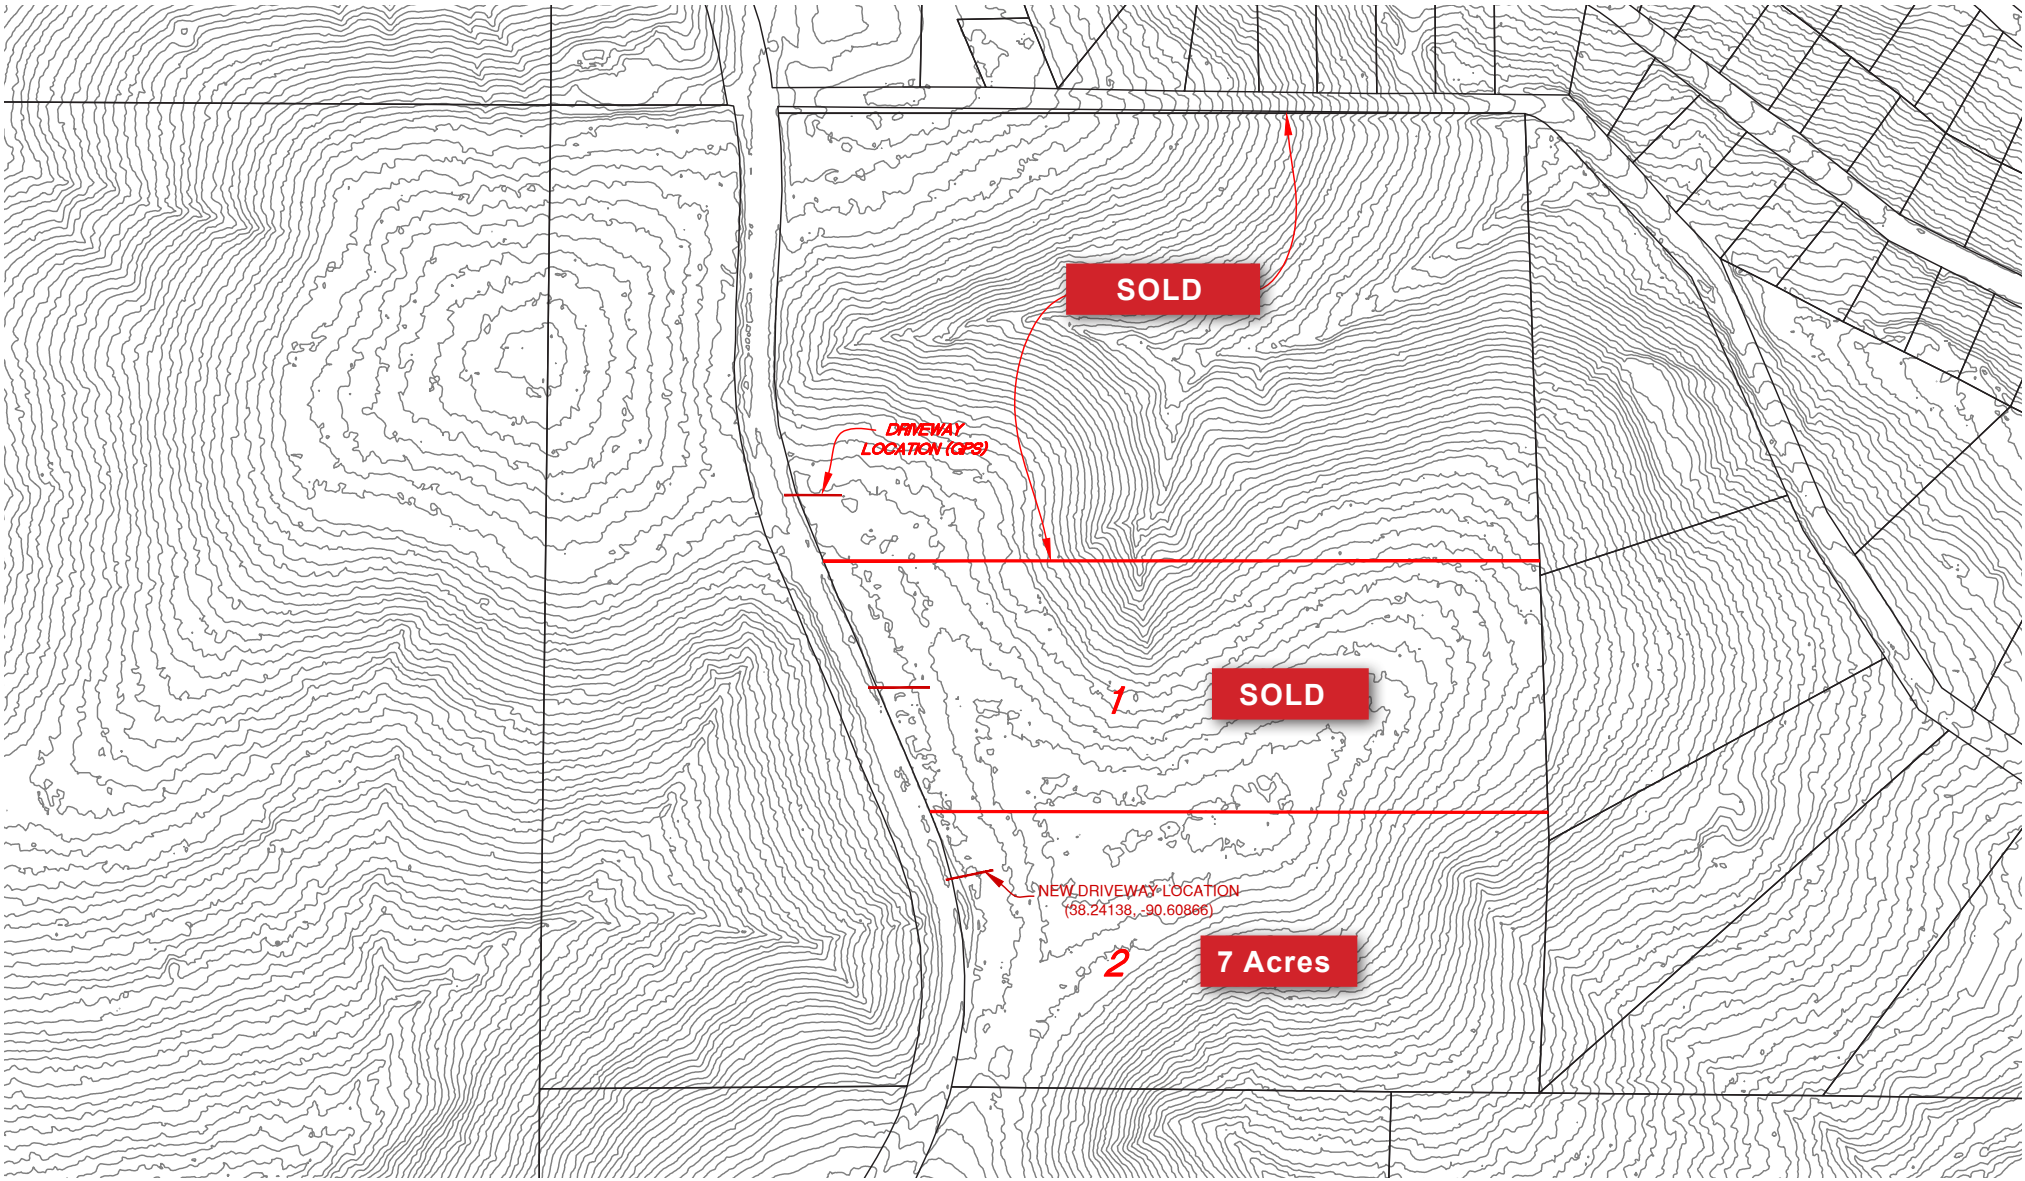 SOLD
DRIVEWAY
LOCATION (GPS)
1
SOLD
NEW DRIVEWAY LOCATION
(38.24138, -90.60866)
2
7 Acres